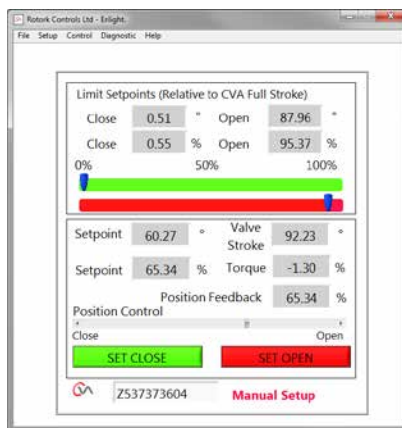 Rotork Controls Ltd - Enlight.
File Setup Control Diagnostic Help
Limit Setpoints (Relative to CVA Full Stroke)
Close 0.51 ° Open 87.96 °
Close 0.55 % Open 95.37 %
0% 50% 100%
Setpoint 60.27 ° Valve Stroke 92.23 °
Setpoint 65.34 % Torque -1.30 %
Position Feedback 65.34 %
Position Control
Close Open
SET CLOSE SET OPEN
Z537373604 Manual Setup